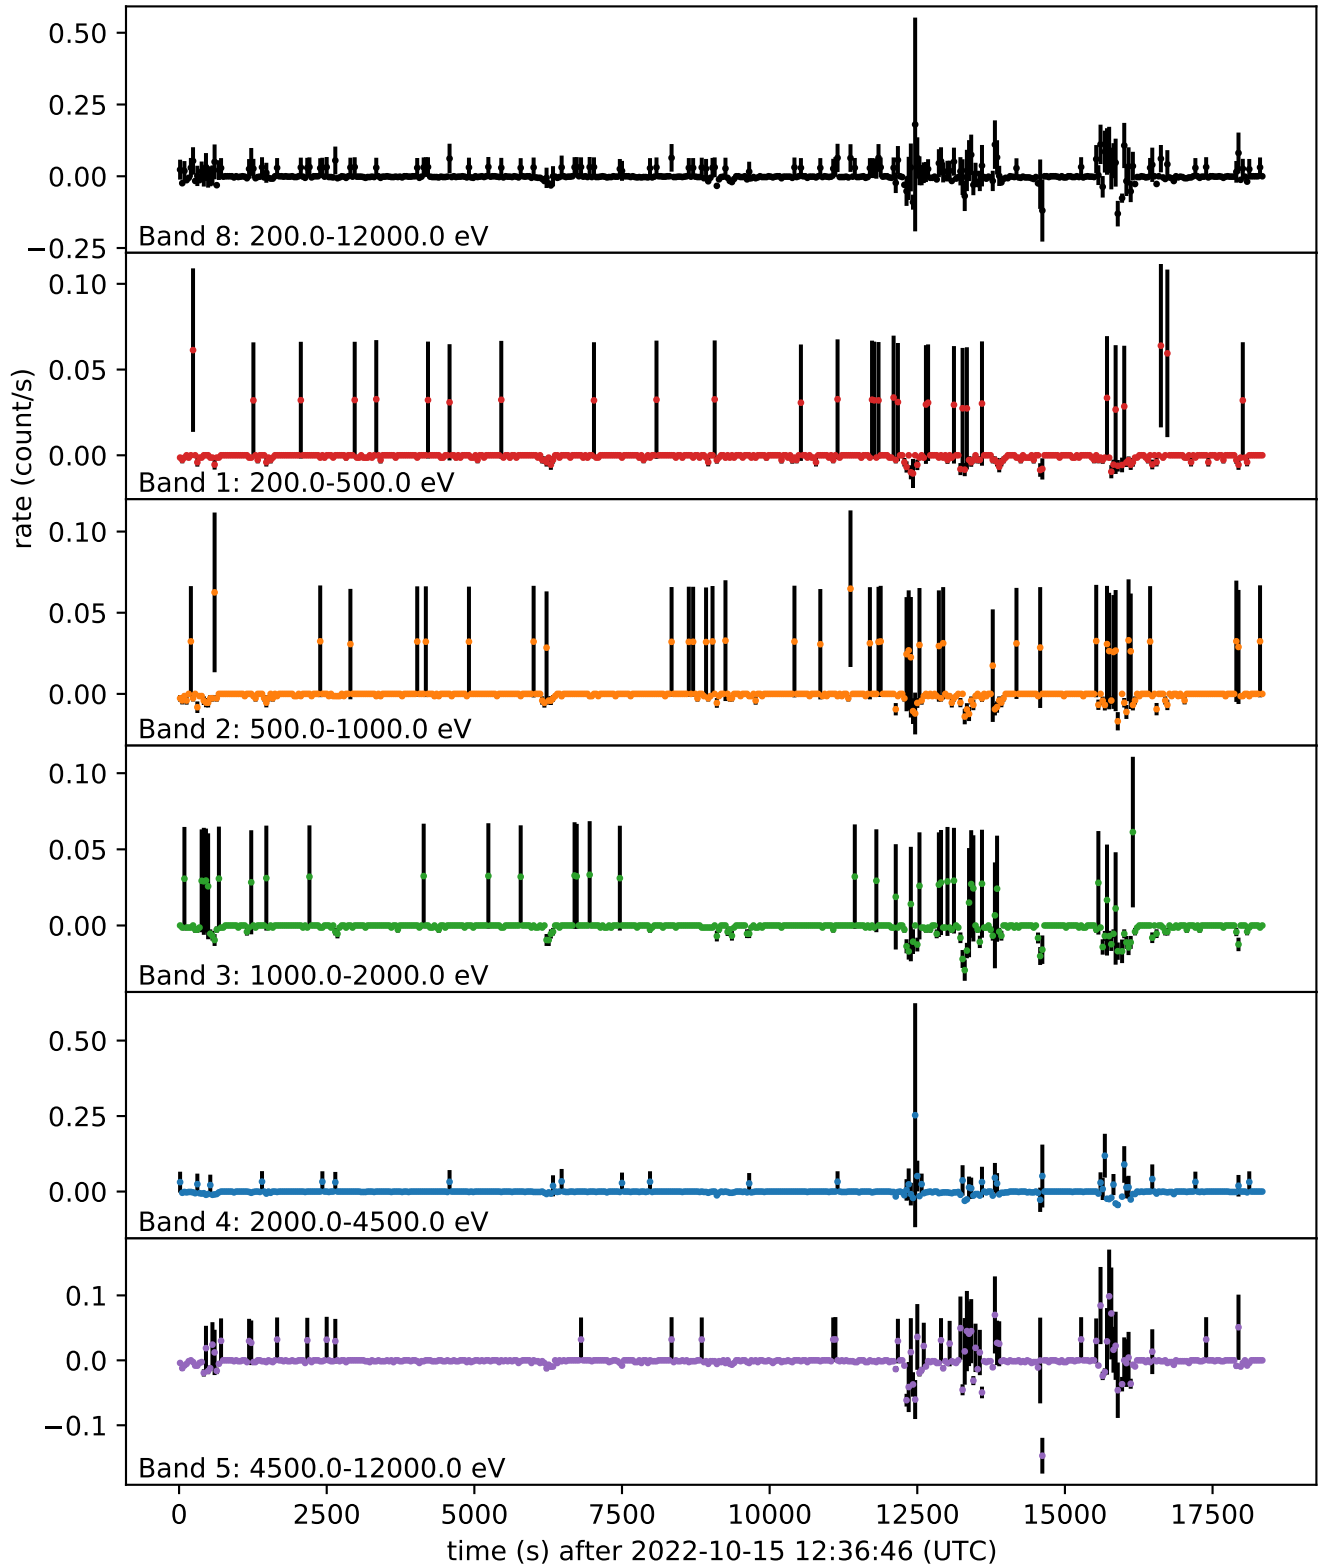 0.50
0.25
0.00
−0.25
Band 8: 200.0-12000.0 eV
0.10
0.05
0.00
Band 1: 200.0-500.0 eV
rate (count/s)
0.10
0.05
0.00
Band 2: 500.0-1000.0 eV
0.10
0.05
0.00
Band 3: 1000.0-2000.0 eV
0.50
0.25
0.00
Band 4: 2000.0-4500.0 eV
0.1
0.0
−0.1
Band 5: 4500.0-12000.0 eV
0 2500 5000 7500 10000 12500 15000 17500
time (s) after 2022-10-15 12:36:46 (UTC)